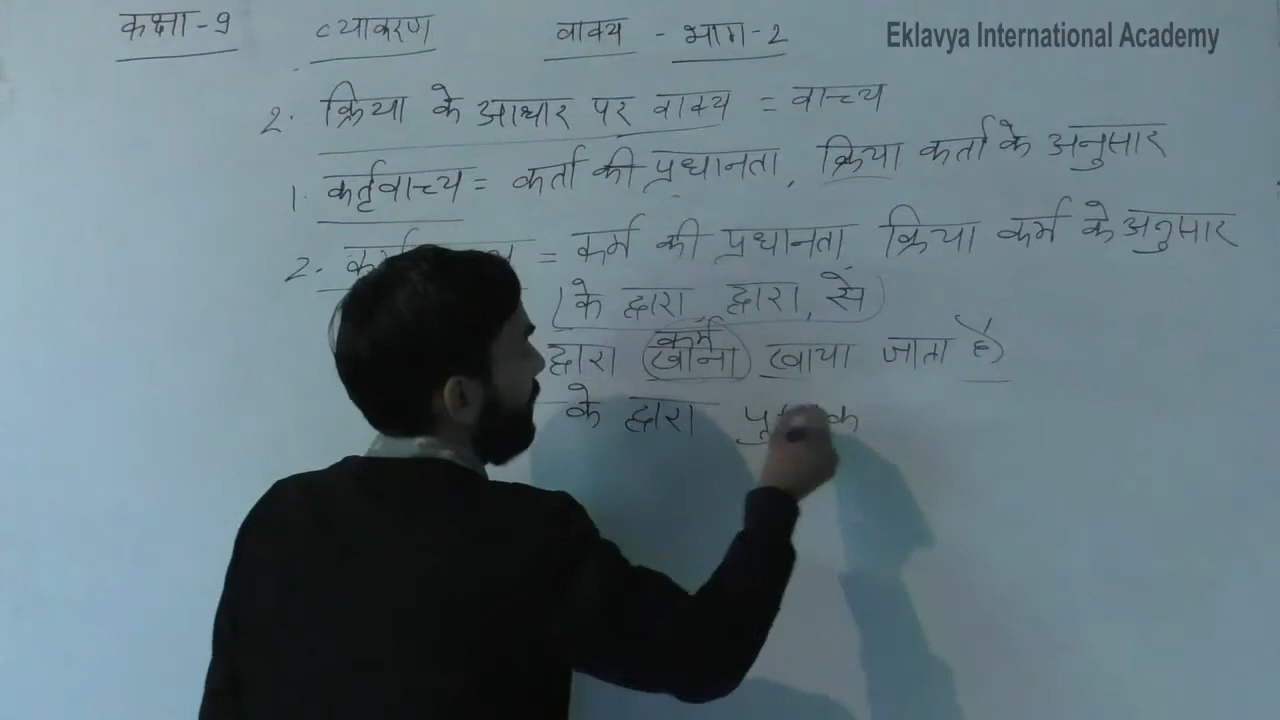 कक्षा-9 व्याकरण वाक्य - भाग-2 Eklavya International Academy
2. क्रिया के आधार पर वाक्य = वाच्य
1. कर्तृवाच्य = कर्ता की प्रधानता, क्रिया कर्ता के अनुसार
2. = कर्म की प्रधानता क्रिया कर्म के अनुसार
(के द्वारा, द्वारा, से)
कर्म
द्वारा खाना खाया जाता है
के द्वारा